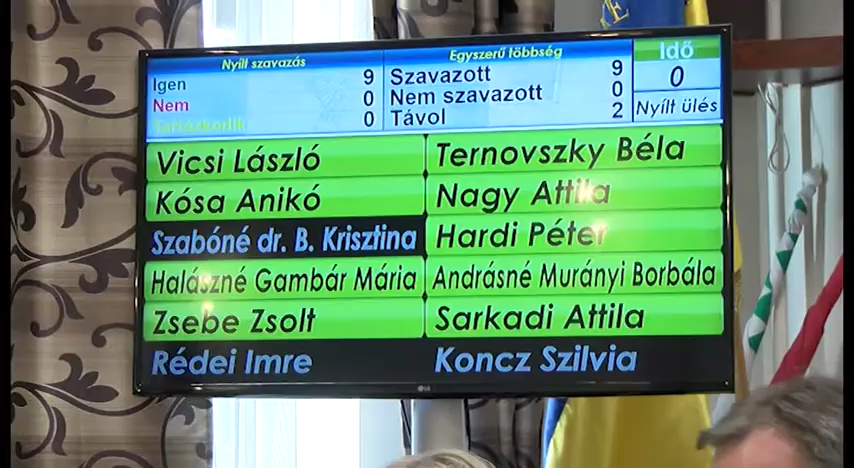 Nyílt szavazás
Igen 9
Nem 0
Tartózkodik 0
Egyszerű többség
Szavazott 9
Nem szavazott 0
Távol 2
Idő
0
Nyílt ülés
Vicsi László Ternovszky Béla
Kósa Anikó Nagy Attila
Szabóné dr. B. Krisztina Hardi Péter
Halászné Gambár Mária Andrásné Murányi Borbála
Zsebe Zsolt Sarkadi Attila
Rédei Imre Koncz Szilvia
LG